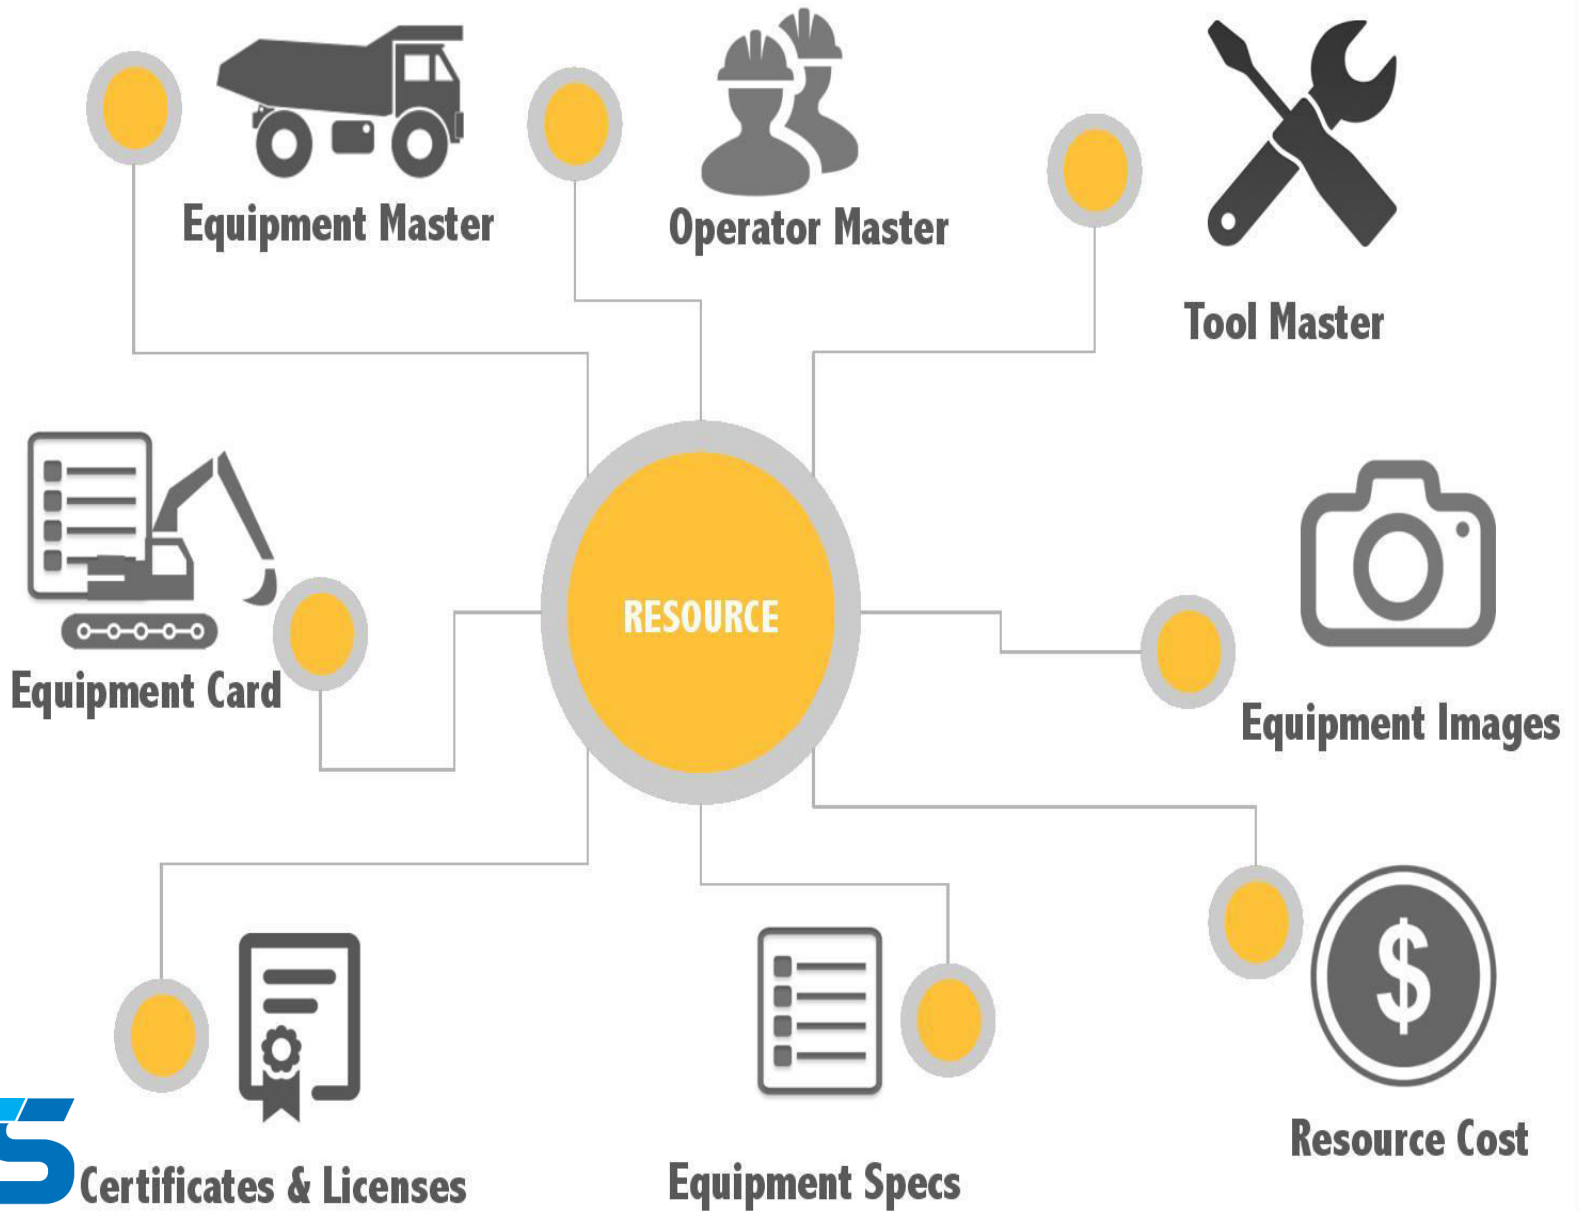 Equipment Master
Operator Master
Tool Master
Equipment Card
RESOURCE
Equipment Images
Certificates & Licenses
Equipment Specs
$
Resource Cost
S